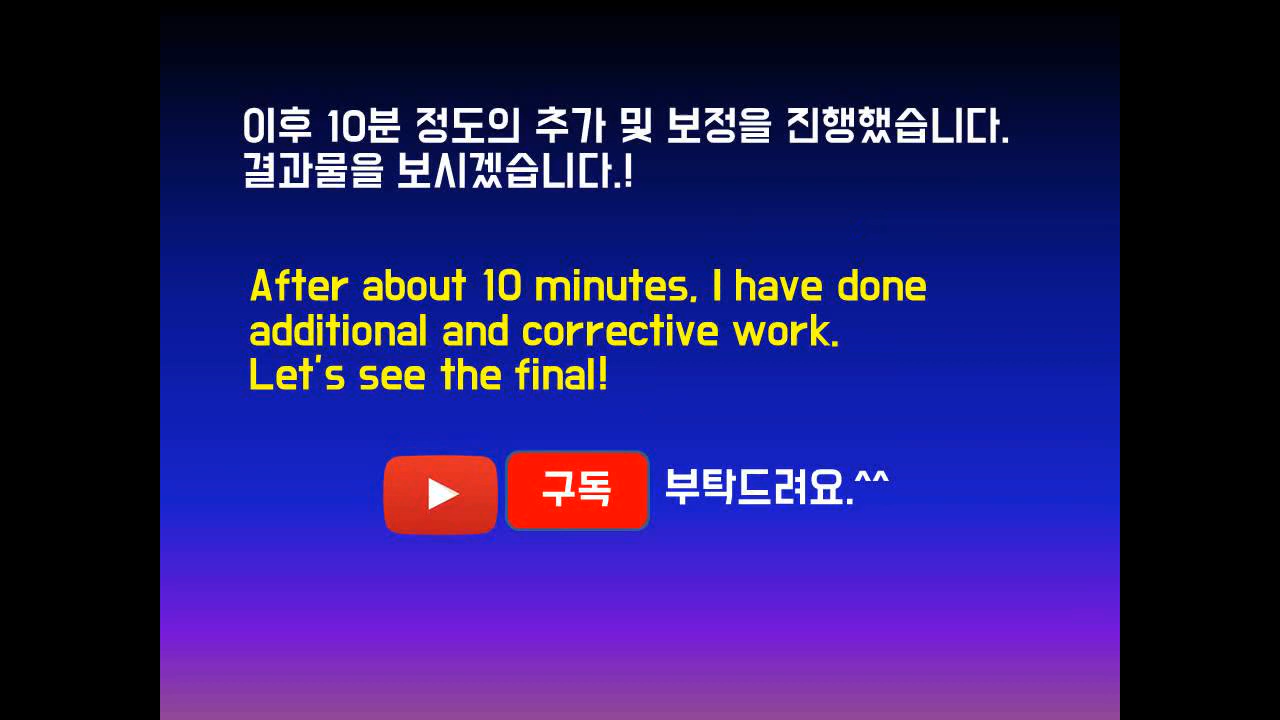 이후 10분 정도의 추가 및 보정을 진행했습니다.
결과물을 보시겠습니다.!
After about 10 minutes, I have done
additional and corrective work.
Let's see the final!
구독 부탁드려요.^^